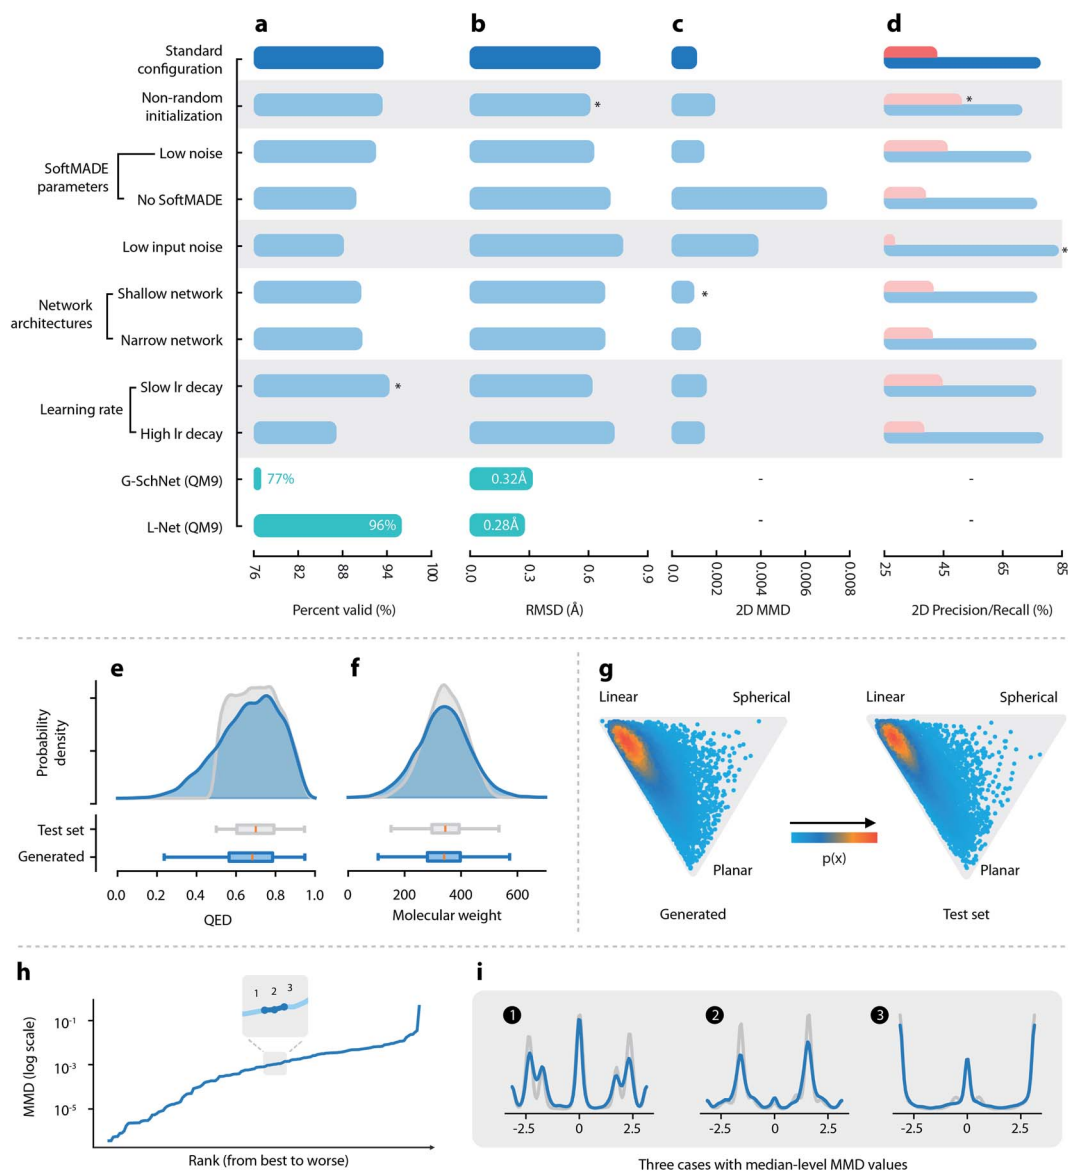 a
b
c
d
Standard
configuration
Non-random
initialization
*
*
SoftMADE
parameters
Low noise
No SoftMADE
Low input noise
*
Network
architectures
Shallow network
*
Narrow network
Learning rate
Slow lr decay
*
High lr decay
G-SchNet (QM9)
77%
0.32Å
-
-
L-Net (QM9)
96%
0.28Å
-
-
76 82 88 94 100
0.0 0.3 0.6 0.9
0.0 0.002 0.004 0.006 0.008
25 45 65 85
Percent valid (%)
RMSD (Å)
2D MMD
2D Precision/Recall (%)
e
f
Probability
density
Test set
Generated
0.0 0.2 0.4 0.6 0.8 1.0
QED
0 200 400 600
Molecular weight
g
Linear
Spherical
Planar
Generated
p(x)
Linear
Spherical
Planar
Test set
h
MMD (log scale)
10-1
10-3
10-5
1 2 3
Rank (from best to worse)
i
1
2
3
-2.5 0 2.5
-2.5 0 2.5
-2.5 0 2.5
Three cases with median-level MMD values